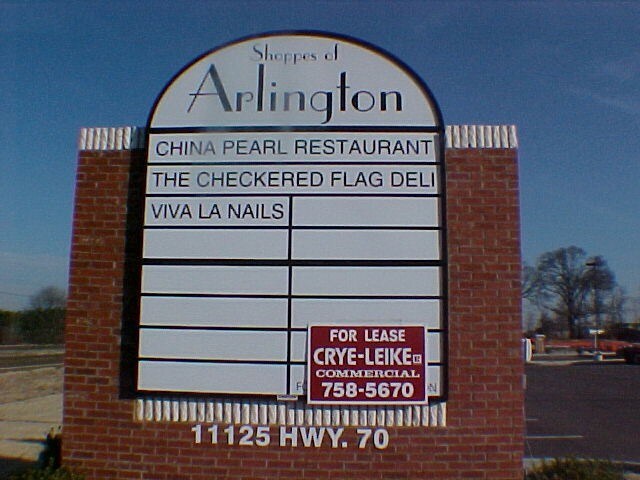 Shoppes of
Arlington
CHINA PEARL RESTAURANT
THE CHECKERED FLAG DELI
VIVA LA NAILS
FOR LEASE
CRYE-LEIKE
COMMERCIAL
758-5670
11125 HWY. 70